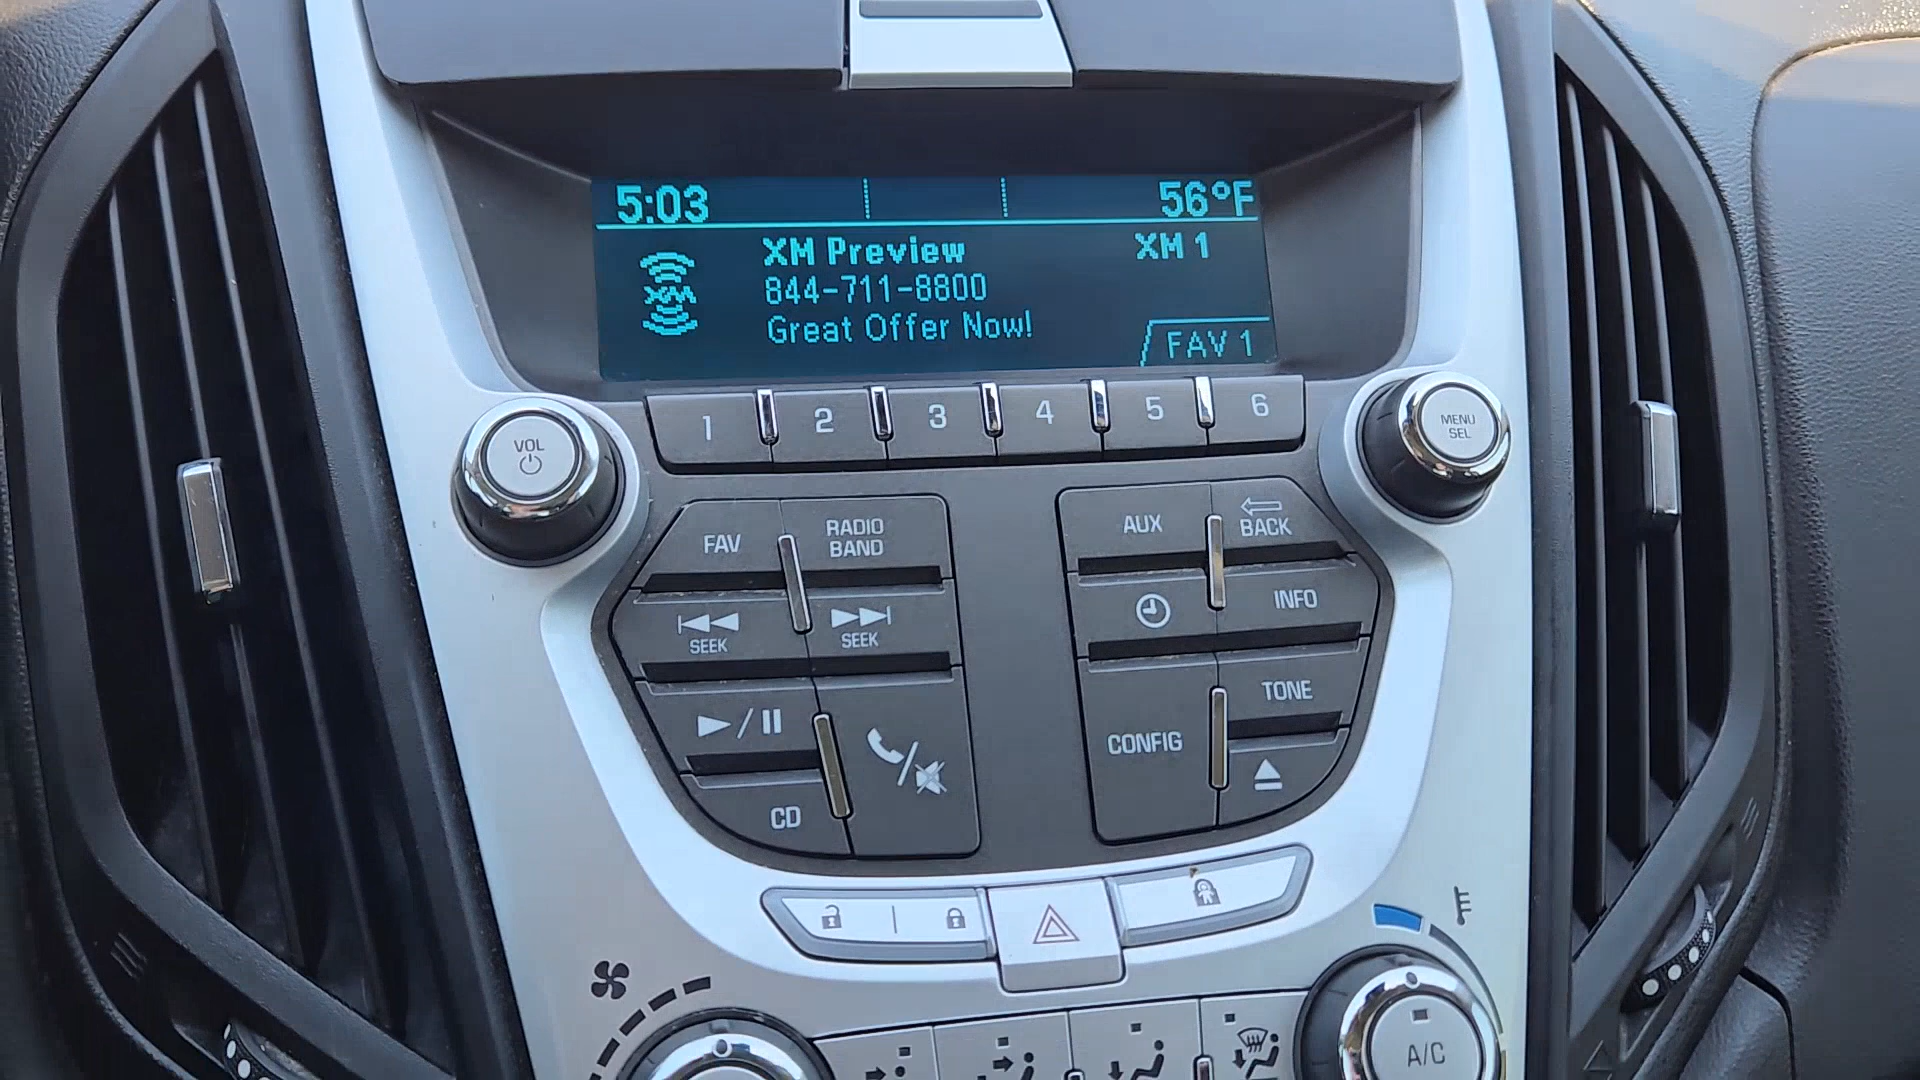 5:03 56°F
XM Preview XM 1
XM 844-711-8800
Great Offer Now!
FAV 1
1 2 3 4 5 6
VOL
MENU
SEL
FAV RADIO
BAND
AUX BACK
SEEK SEEK
INFO
CONFIG TONE
CD
A/C